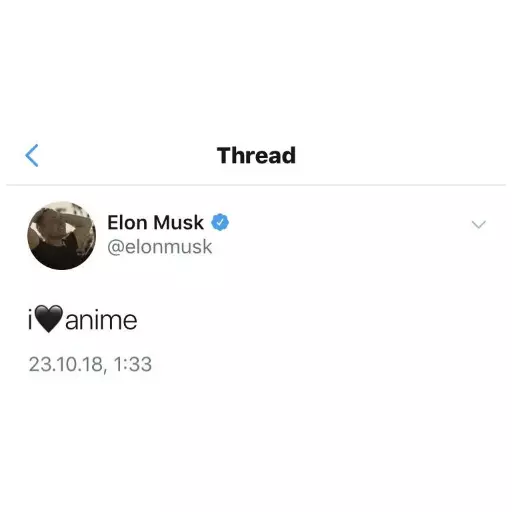 Thread
Elon Musk
@elonmusk
i🖤anime
23.10.18, 1:33